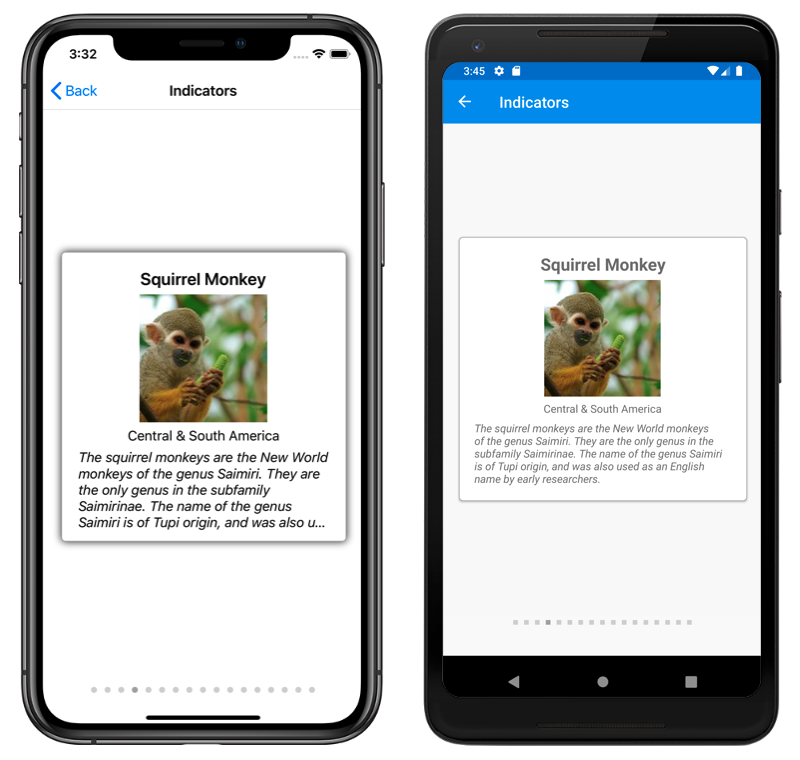 3:32
Back
Indicators
Squirrel Monkey
Central & South America
The squirrel monkeys are the New World
monkeys of the genus Saimiri. They are
the only genus in the subfamily
Saimirinae. The name of the genus
Saimiri is of Tupi origin, and was also u...
3:45
Indicators
Squirrel Monkey
Central & South America
The squirrel monkeys are the New World monkeys
of the genus Saimiri. They are the only genus in the
subfamily Saimirinae. The name of the genus Saimiri
is of Tupi origin, and was also used as an English
name by early researchers.